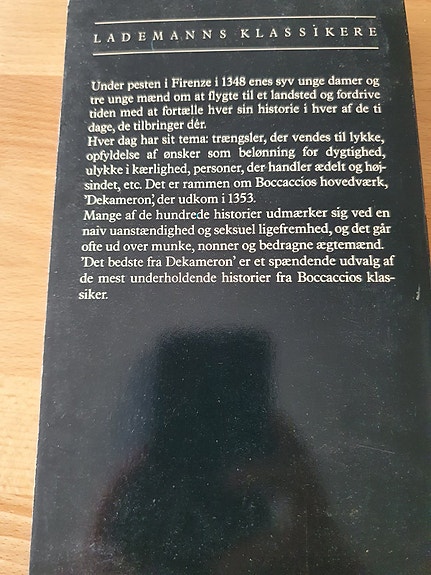 LADEMANNS KLASSIKERE
Under pesten i Firenze i 1348 enes syv unge damer og
tre unge mænd om at flygte til et landsted og fordrive
tiden med at fortælle hver sin historie i hver af de ti
dage, de tilbringer dér.
Hver dag har sit tema: trængsler, der vendes til lykke,
opfyldelse af ønsker som belønning for dygtighed,
ulykke i kærlighed, personer, der handler ædelt og høj-
sindet, etc. Det er rammen om Boccaccios hovedværk,
'Dekameron', der udkom i 1353.
Mange af de hundrede historier udmærker sig ved en
naiv uanstændighed og seksuel ligefremhed, og det går
ofte ud over munke, nonner og bedragne ægtemænd.
'Det bedste fra Dekameron' er et spændende udvalg af
de mest underholdende historier fra Boccaccios klas-
siker.